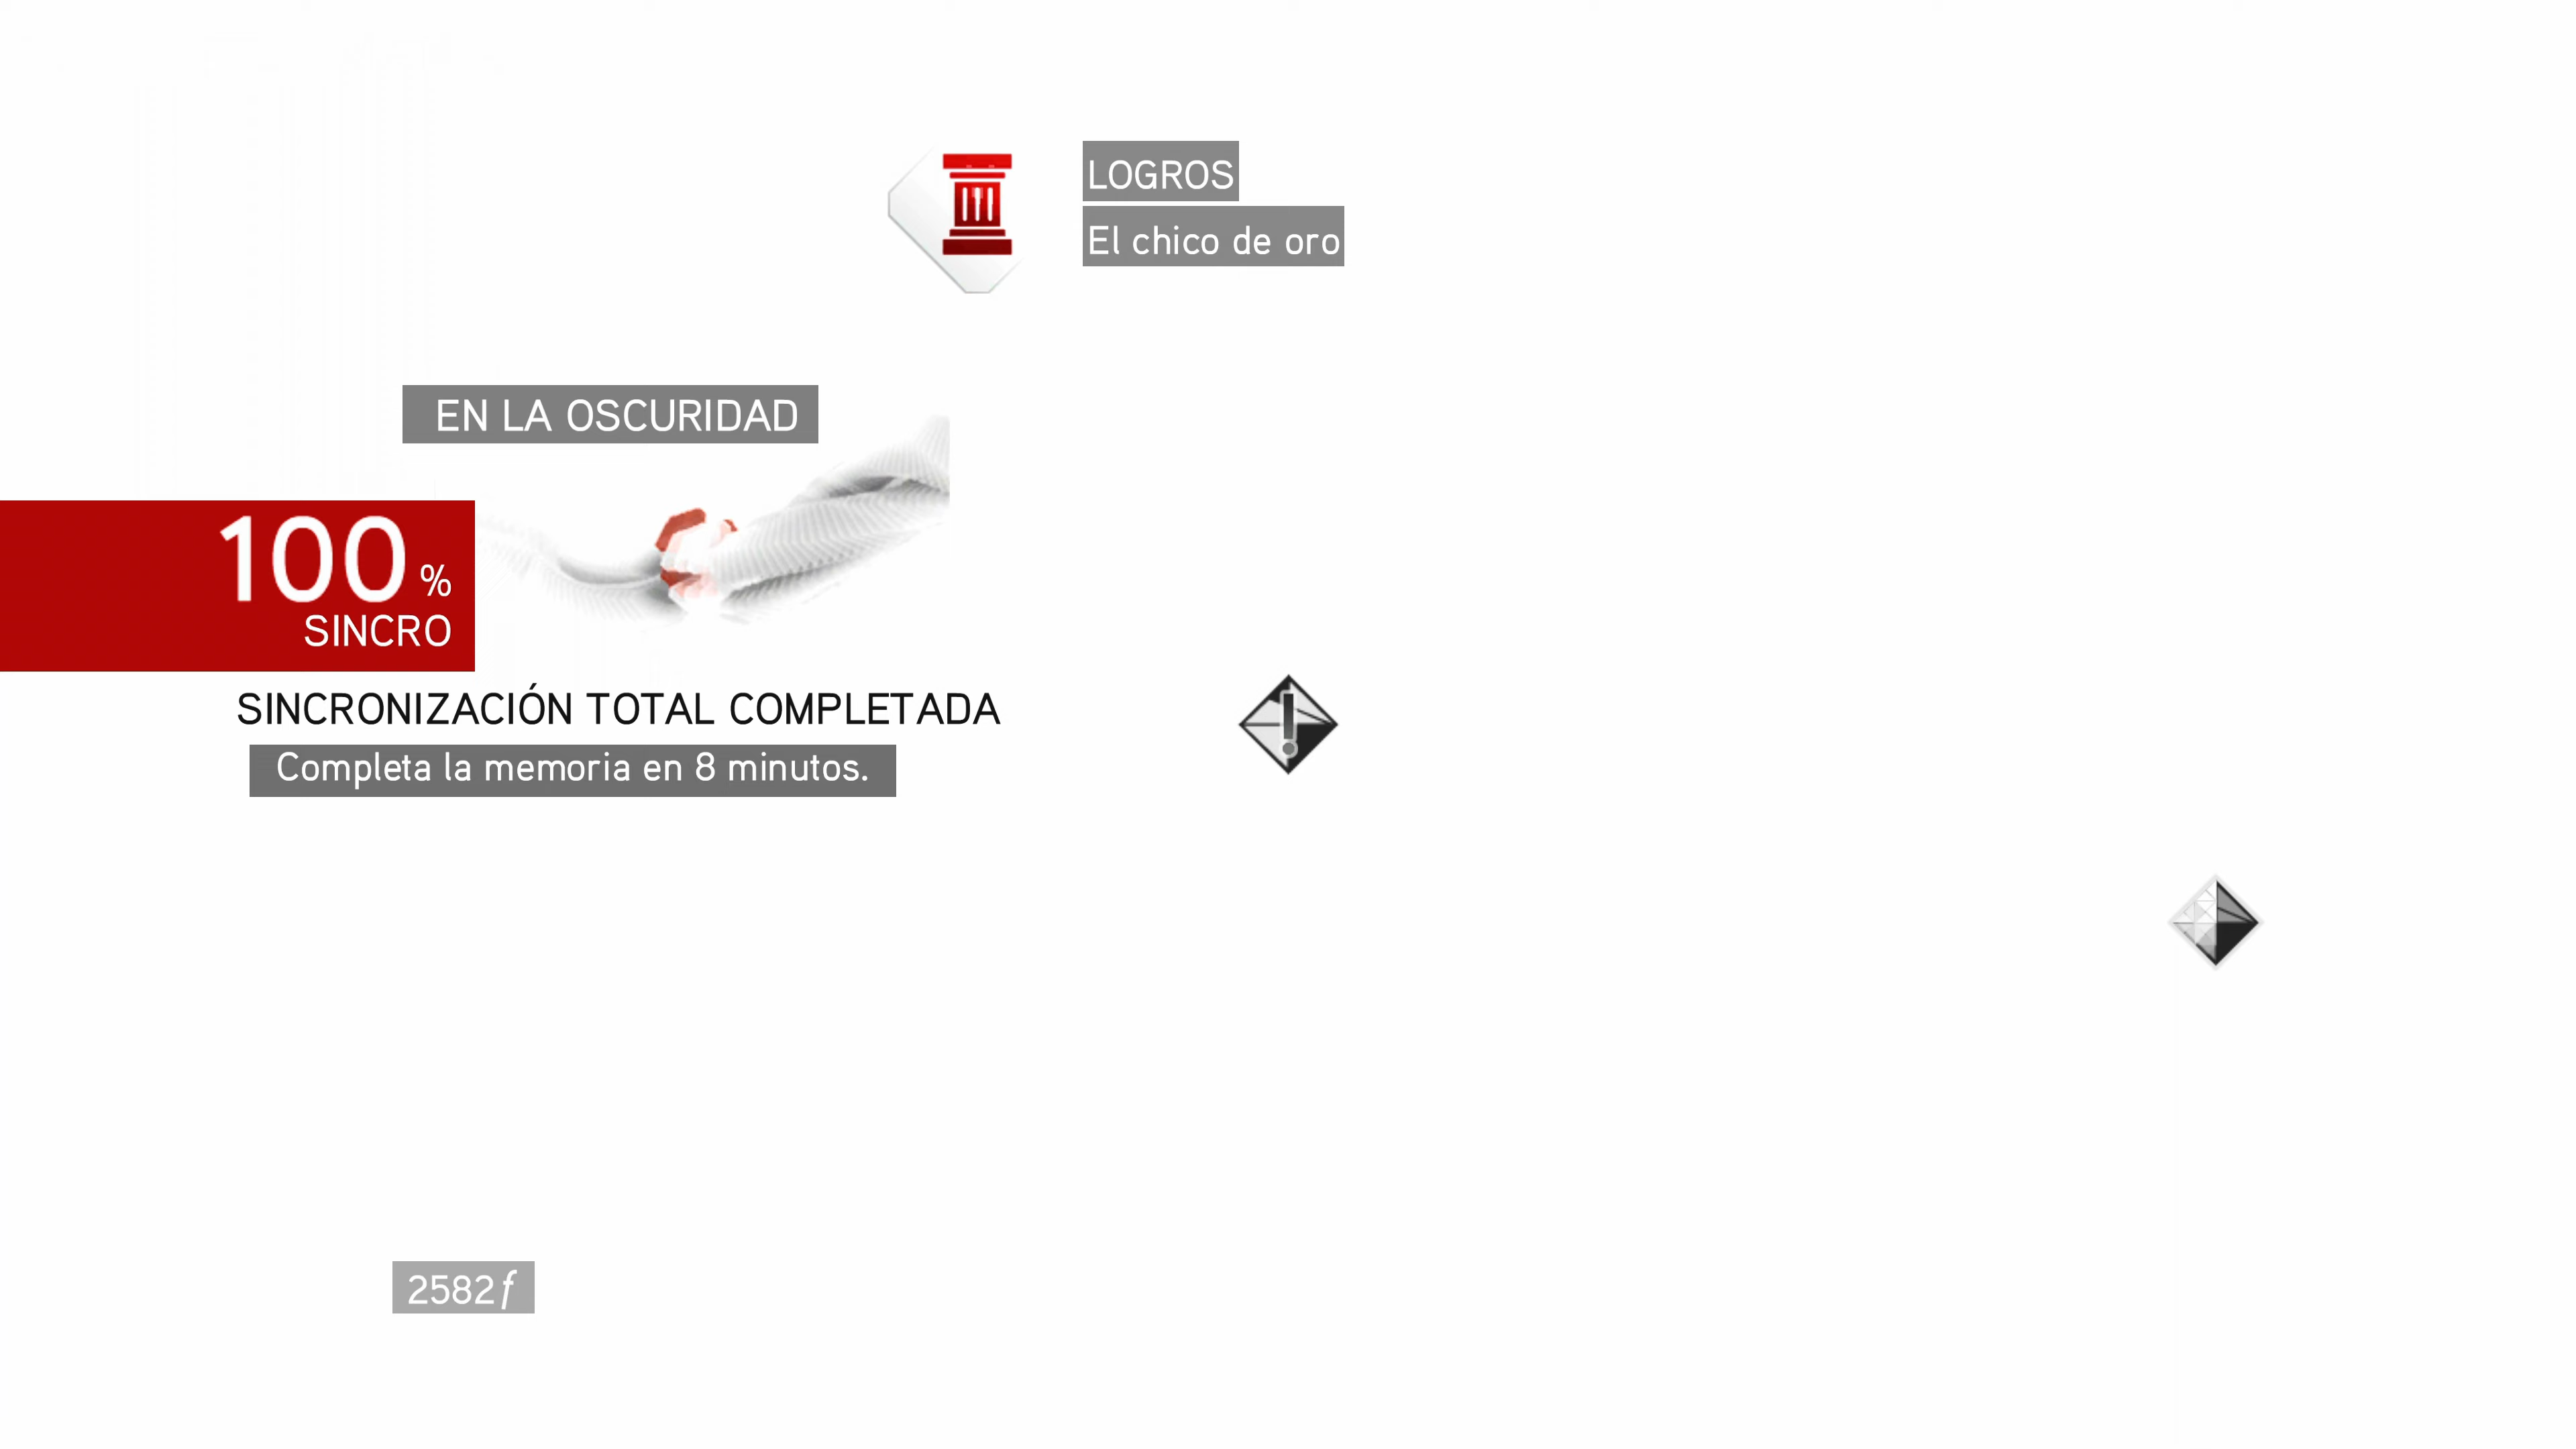 LOGROS
El chico de oro
EN LA OSCURIDAD
100 %
SINCRO
SINCRONIZACIÓN TOTAL COMPLETADA
Completa la memoria en 8 minutos.
2582ƒ